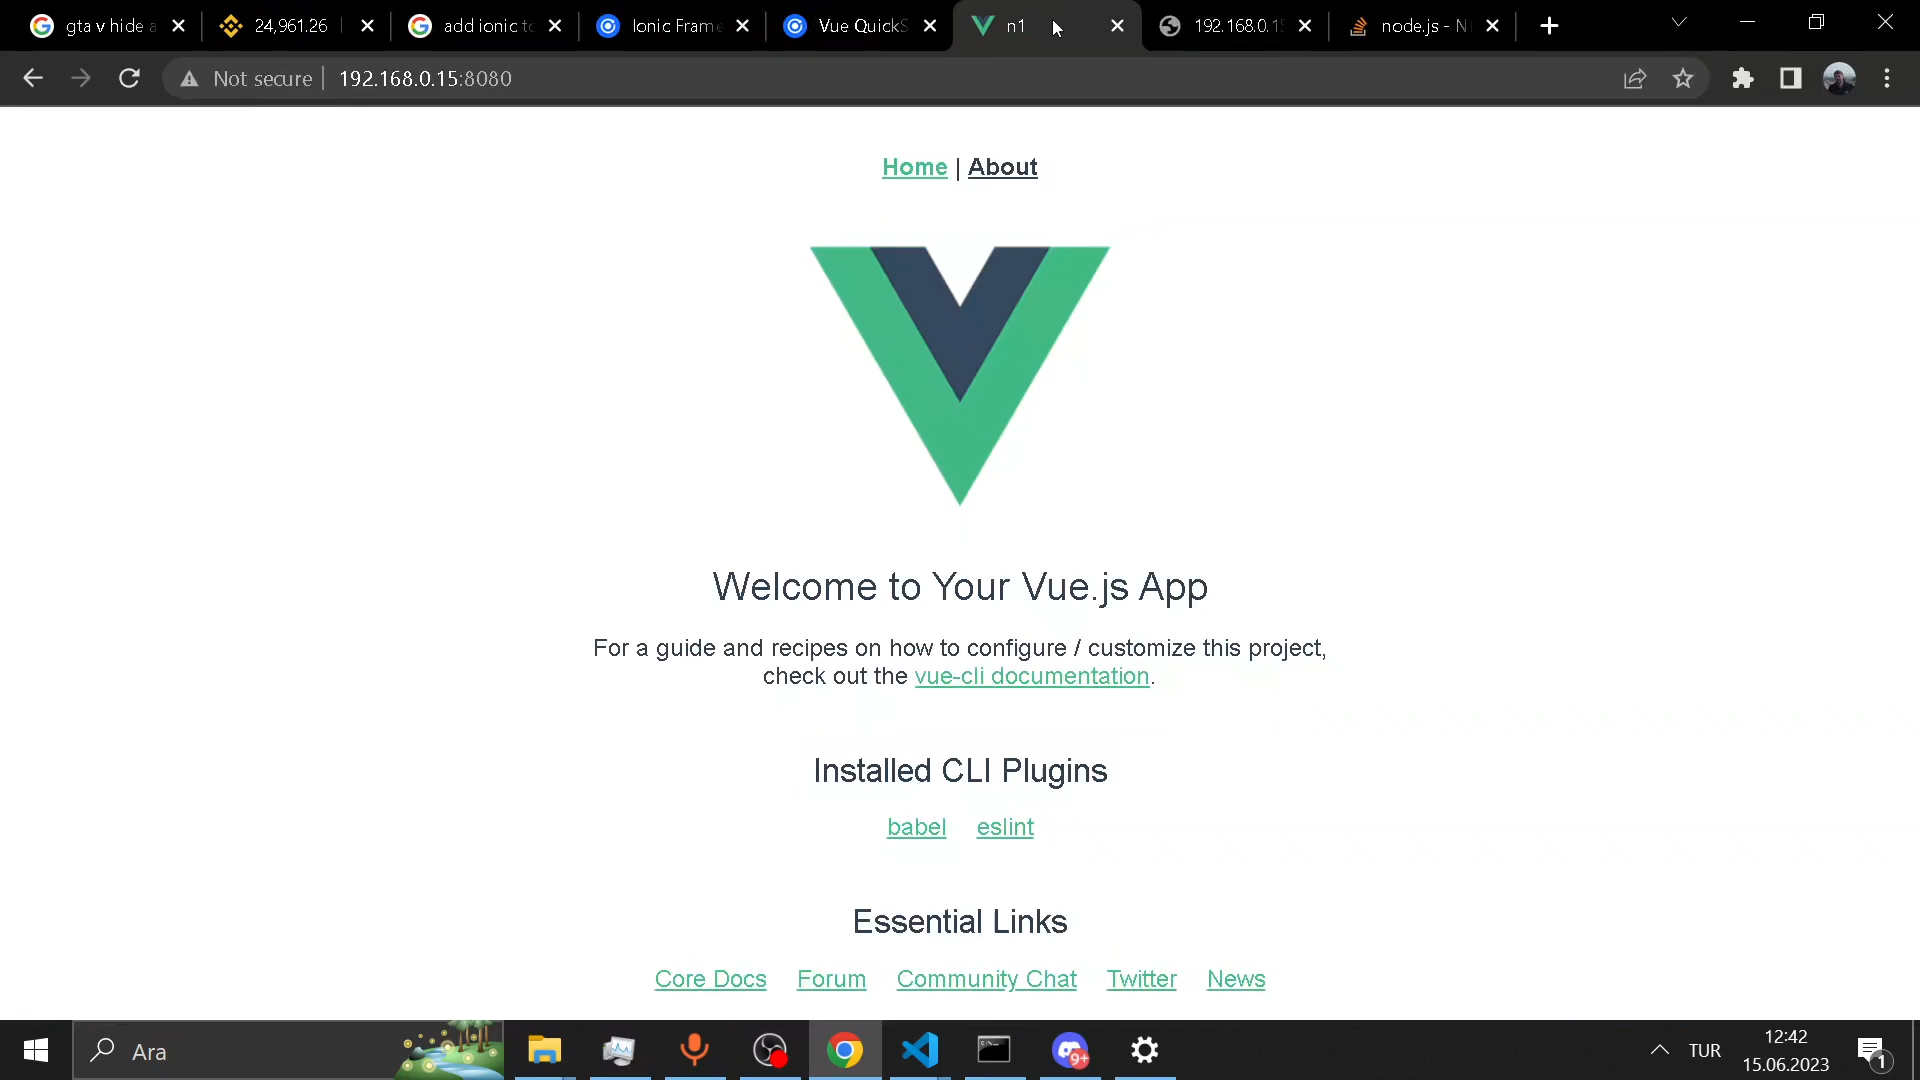 gta v hide a
24,961.26
add ionic to
Ionic Frame
Vue QuickS
n1
192.168.0.15
node.js - N
Not secure
192.168.0.15:8080
Home | About
Welcome to Your Vue.js App
For a guide and recipes on how to configure / customize this project,
check out the vue-cli documentation.
Installed CLI Plugins
babel eslint
Essential Links
Core Docs Forum Community Chat Twitter News
Ara
9+
TUR
12:42
15.06.2023
1